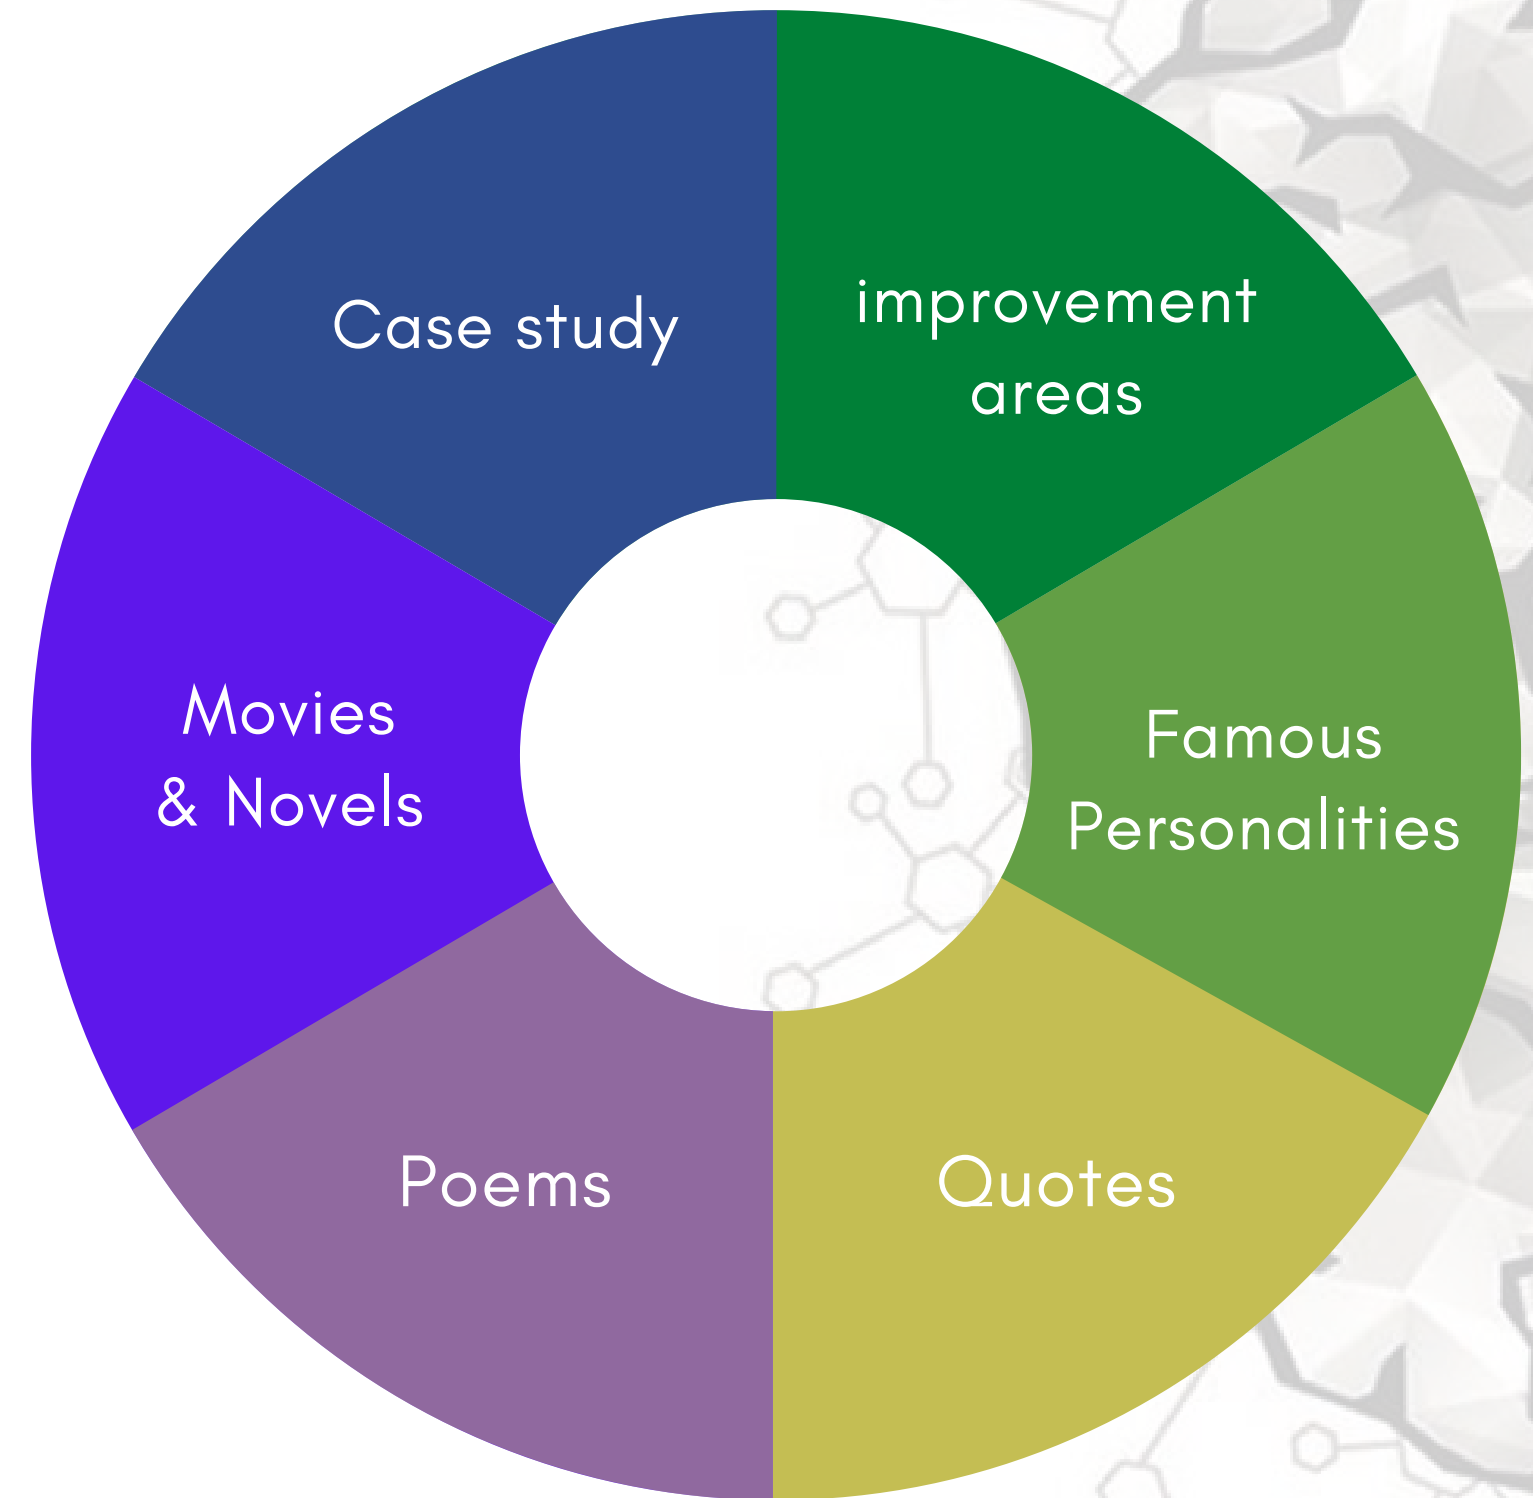 Case study
improvement
areas
Famous
Personalities
Quotes
Poems
Movies
& Novels